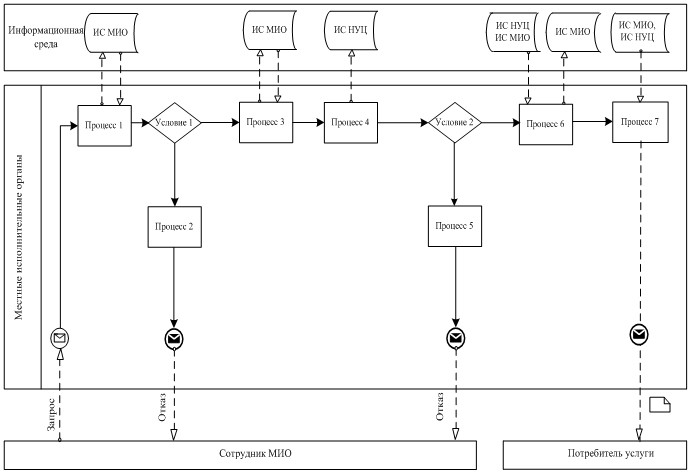 Информационная
среда
ИС МИО
ИС МИО
ИС НУЦ
ИС НУЦ
ИС МИО
ИС МИО
ИС МИО,
ИС НУЦ
Местные исполнительные органы
Процесс 1
Условие 1
Процесс 3
Процесс 4
Условие 2
Процесс 6
Процесс 7
Процесс 2
Процесс 5
Запрос
Отказ
Отказ
Сотрудник МИО
Потребитель услуги